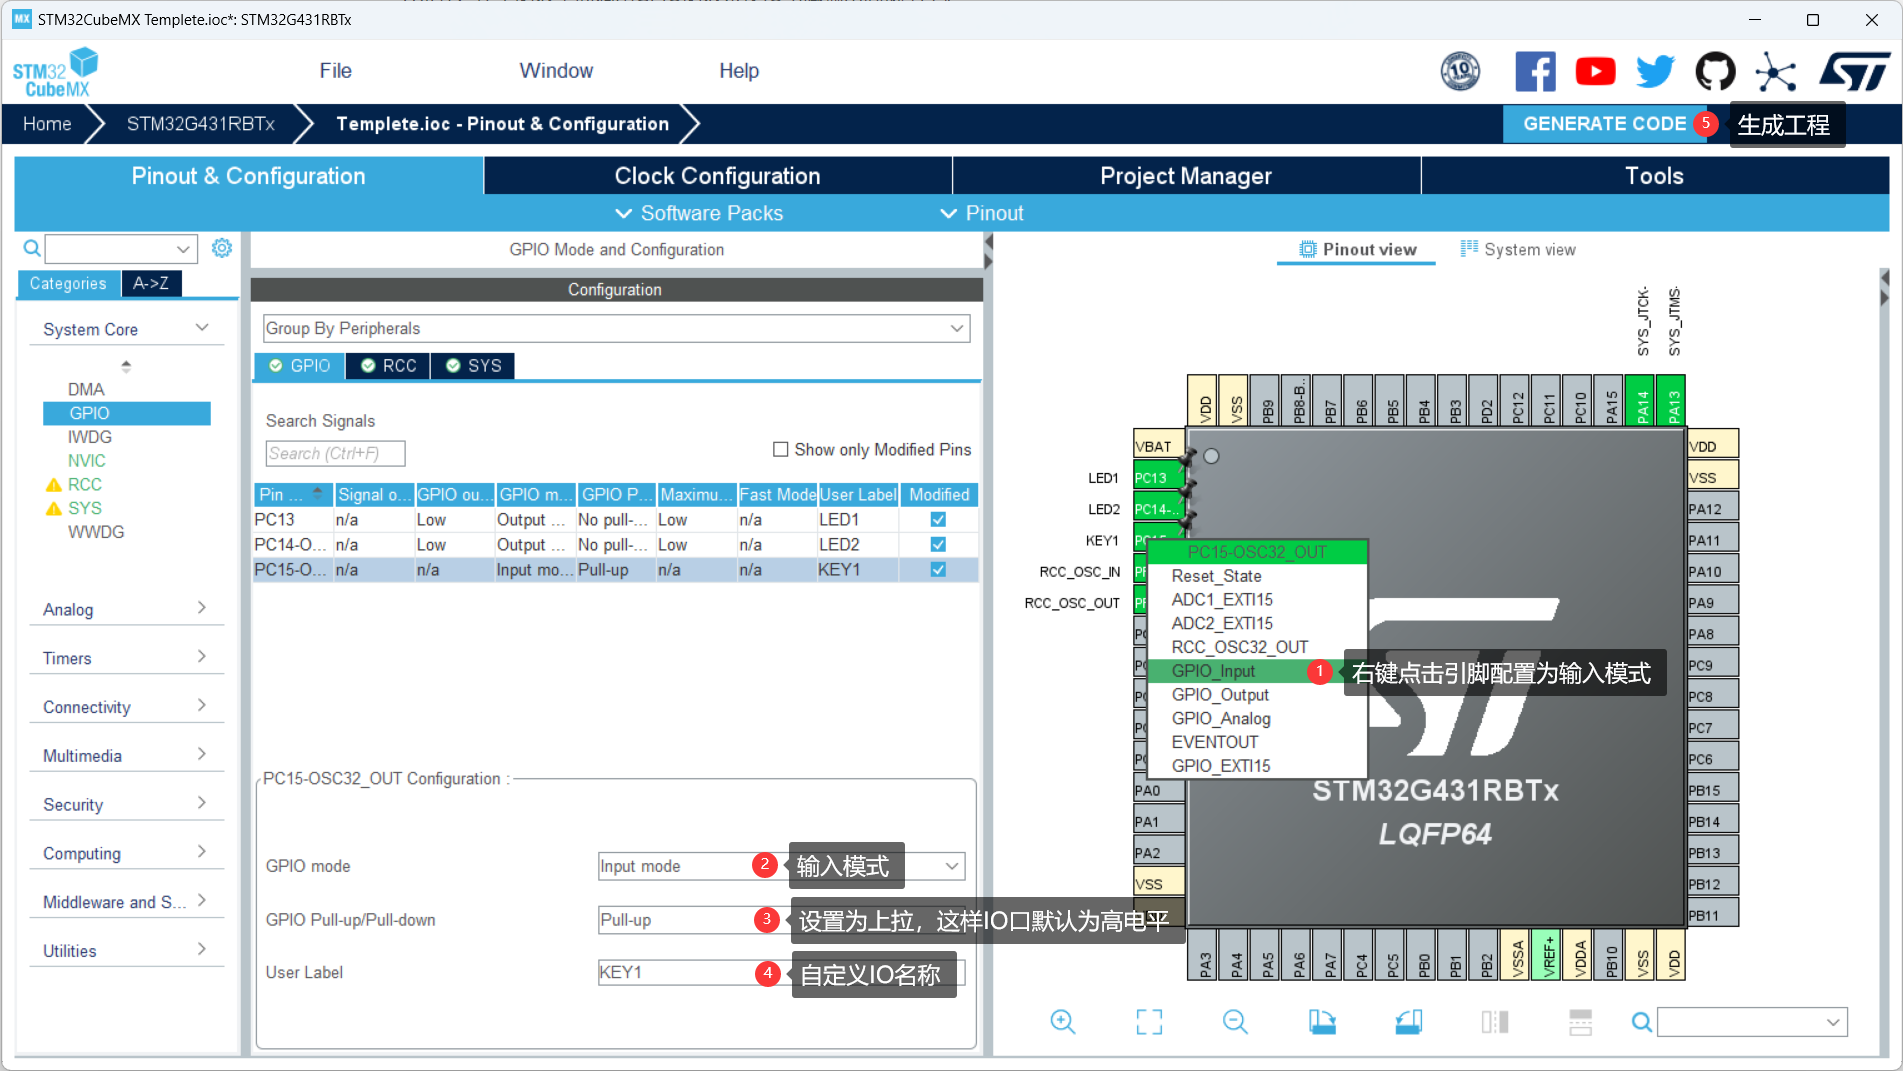 STM32CubeMX Templete.ioc*: STM32G431RBTx
STM32
CubeMX
File
Window
Help
Home
STM32G431RBTx
Templete.ioc - Pinout & Configuration
GENERATE CODE
5
生成工程
Pinout & Configuration
Clock Configuration
Project Manager
Tools
Software Packs
Pinout
Categories
A->Z
System Core
DMA
GPIO
IWDG
NVIC
RCC
SYS
WWDG
Analog
Timers
Connectivity
Multimedia
Security
Computing
Middleware and S...
Utilities
GPIO Mode and Configuration
Configuration
Group By Peripherals
GPIO
RCC
SYS
Search Signals
Search (Ctrl+F)
Show only Modified Pins
Pin ... Signal o... GPIO ou... GPIO m... GPIO P... Maximu... Fast Mode User Label Modified
PC13 n/a Low Output ... No pull-... Low n/a LED1
PC14-O... n/a Low Output ... No pull-... Low n/a LED2
PC15-O... n/a n/a Input mo... Pull-up n/a n/a KEY1
PC15-OSC32_OUT Configuration :
GPIO mode
Input mode
2
输入模式
GPIO Pull-up/Pull-down
Pull-up
3
设置为上拉，这样IO口默认为高电平
User Label
KEY1
4
自定义IO名称
Pinout view
System view
SYS_JTCK-
SYS_JTMS-
VDD
VSS
PB9
PB8-B..
PB7
PB6
PB5
PB4
PB3
PD2
PC12
PC11
PC10
PA15
PA14
PA13
VBAT
LED1
PC13
LED2
PC14-..
KEY1
RCC_OSC_IN
RCC_OSC_OUT
PC15-OSC32_OUT
Reset_State
ADC1_EXTI15
ADC2_EXTI15
RCC_OSC32_OUT
GPIO_Input
1
右键点击引脚配置为输入模式
GPIO_Output
GPIO_Analog
EVENTOUT
GPIO_EXTI15
PA0
PA1
PA2
VSS
STM32G431RBTx
LQFP64
VDD
VSS
PA12
PA11
PA10
PA9
PA8
PC9
PC8
PC7
PC6
PB15
PB14
PB13
PB12
PB11
PA3
PA4
PA5
PA6
PA7
PC4
PC5
PB0
PB1
PB2
VSSA
VREF+
VDDA
PB10
VSS
VDD